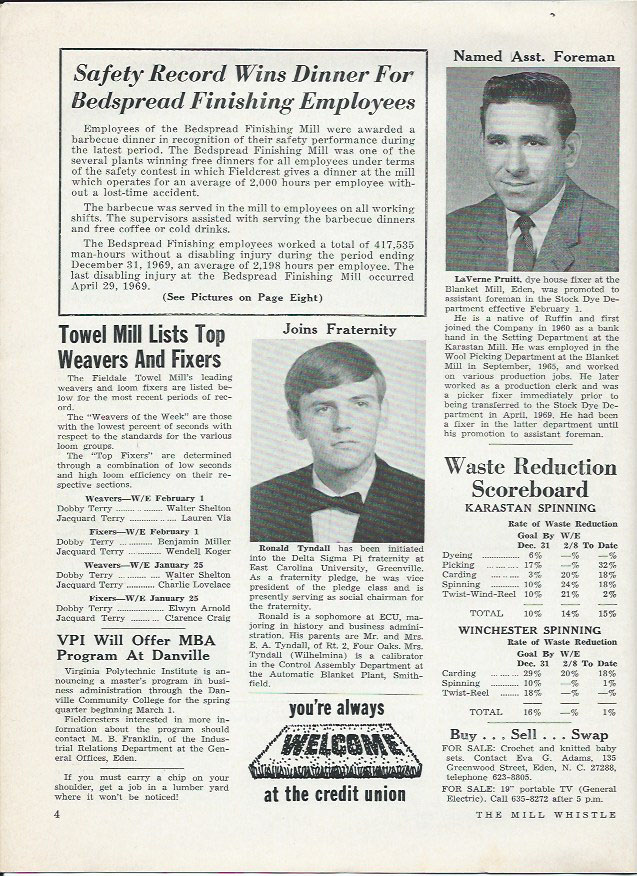 Safety Record Wins Dinner For
Bedspread Finishing Employees
Employees of the Bedspread Finishing Mill were awarded a
barbecue dinner in recognition of their safety performance during
the latest period. The Bedspread Finishing Mill was one of the
several plants winning free dinners for all employees under terms
of the safety contest in which Fieldcrest gives a dinner at the mill
which operates for an average of 2,000 hours per employee with-
out a lost-time accident.
The barbecue was served in the mill to employees on all working
shifts. The supervisors assisted with serving the barbecue dinners
and free coffee or cold drinks.
The Bedspread Finishing employees worked a total of 417,535
man-hours without a disabling injury during the period ending
December 31, 1969, an average of 2,198 hours per employee. The
last disabling injury at the Bedspread Finishing Mill occurred
April 29, 1969.
(See Pictures on Page Eight)
Towel Mill Lists Top
Weavers And Fixers
The Fieldale Towel Mill's leading
weavers and loom fixers are listed be-
low for the most recent periods of rec-
ord.
The "Weavers of the Week" are those
with the lowest percent of seconds with
respect to the standards for the various
loom groups.
The "Top Fixers" are determined
through a combination of low seconds
and high loom efficiency on their re-
spective sections.
Weavers—W/E February 1
Dobby Terry ........ Walter Shelton
Jacquard Terry ........ Lauren Via
Fixers—W/E February 1
Dobby Terry ........ Benjamin Miller
Jacquard Terry ........ Wendell Koger
Weavers—W/E January 25
Dobby Terry ........ Walter Shelton
Jacquard Terry ........ Charlie Lovelace
Fixers—W/E January 25
Dobby Terry ........ Elwyn Arnold
Jacquard Terry ........ Clarence Craig
VPI Will Offer MBA
Program At Danville
Virginia Polytechnic Institute is an-
nouncing a master's program in busi-
ness administration through the Dan-
ville Community College for the spring
quarter beginning March 1.
Fieldcresters interested in more in-
formation about the program should
contact M. B. Franklin, of the Indus-
trial Relations Department at the Gen-
eral Offices, Eden.
If you must carry a chip on your
shoulder, get a job in a lumber yard
where it won't be noticed!
4
Joins Fraternity
Ronald Tyndall has been initiated
into the Delta Sigma Pi fraternity at
East Carolina University, Greenville.
As a fraternity pledge, he was vice
president of the pledge class and is
presently serving as social chairman for
the fraternity.
Ronald is a sophomore at ECU, ma-
joring in history and business admini-
stration. His parents are Mr. and Mrs.
E. A. Tyndall, of Rt. 2, Four Oaks. Mrs.
Tyndall (Wilhelmina) is a calibrator
in the Control Assembly Department at
the Automatic Blanket Plant, Smith-
field.
you're always
WELCOME
at the credit union
Named Asst. Foreman
LaVerne Pruitt, dye house fixer at the
Blanket Mill, Eden, was promoted to
assistant foreman in the Stock Dye De-
partment effective February 1.
He is a native of Ruffin and first
joined the Company in 1960 as a bank
hand in the Setting Department at the
Karastan Mill. He was employed in the
Wool Picking Department at the Blanket
Mill in September, 1965, and worked
on various production jobs. He later
worked as a production clerk and was
a picker fixer immediately prior to
being transferred to the Stock Dye De-
partment in April, 1969. He had been
a fixer in the latter department until
his promotion to assistant foreman.
Waste Reduction
Scoreboard
KARASTAN SPINNING
Rate of Waste Reduction
Goal By W/E
Dec. 31 2/8 To Date
Dyeing ........ 6% —% —%
Picking ........ 17% —% 32%
Carding ........ 3% 20% 18%
Spinning ........ 10% 24% 18%
Twist-Wind-Reel 10% 21% 2%
TOTAL 10% 14% 15%
WINCHESTER SPINNING
Rate of Waste Reduction
Goal By W/E
Dec. 31 2/8 To Date
Carding ........ 29% 20% 18%
Spinning ........ 10% —% 1%
Twist-Reel ........ 18% —% —%
TOTAL 16% —% 1%
Buy . . . Sell . . . Swap
FOR SALE: Crochet and knitted baby
sets. Contact Eva G. Adams, 135
Greenwood Street, Eden, N. C. 27288,
telephone 623-8805.
FOR SALE: 19" portable TV (General
Electric). Call 635-8272 after 5 p.m.
THE MILL WHISTLE